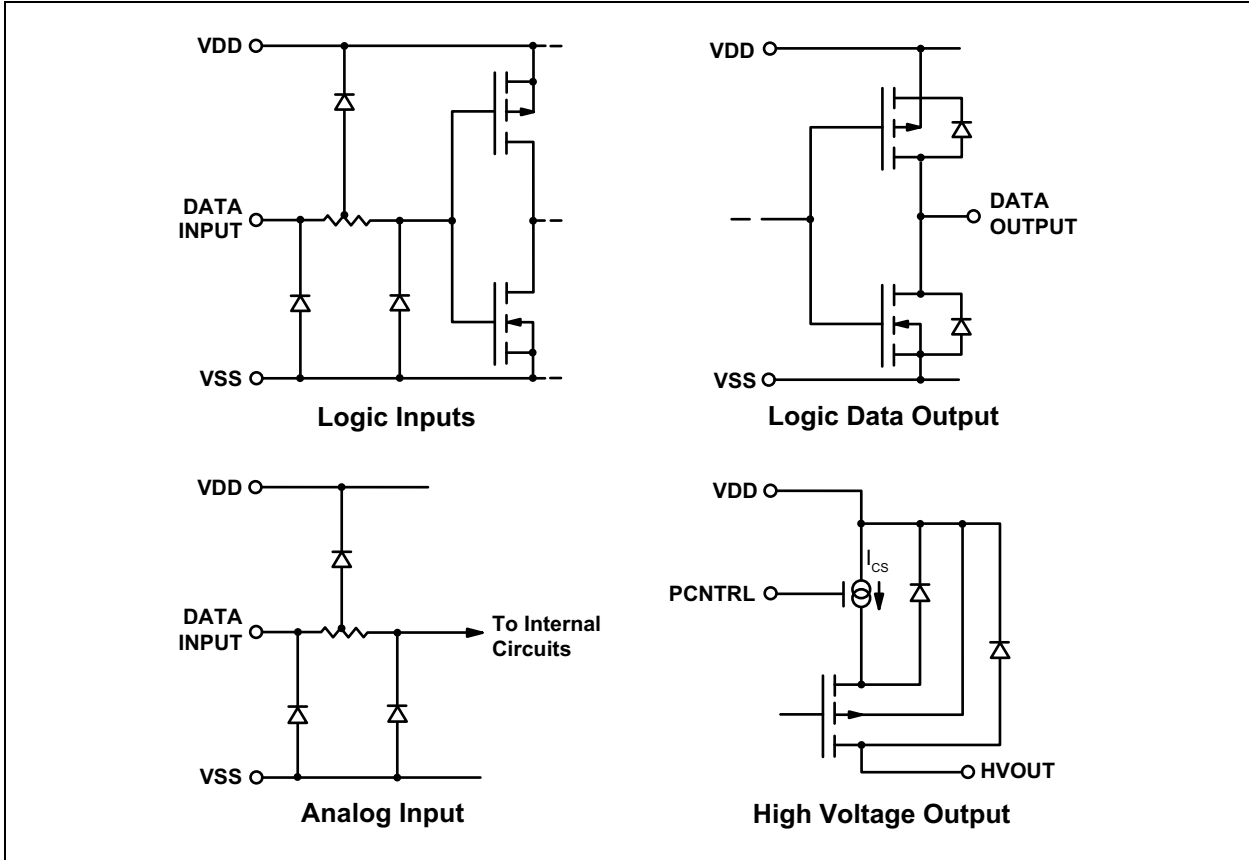 VDD
DATA
INPUT
VSS
Logic Inputs
VDD
DATA
OUTPUT
VSS
Logic Data Output
VDD
DATA
INPUT
To Internal
Circuits
VSS
Analog Input
VDD
ICS
PCNTRL
HVOUT
High Voltage Output